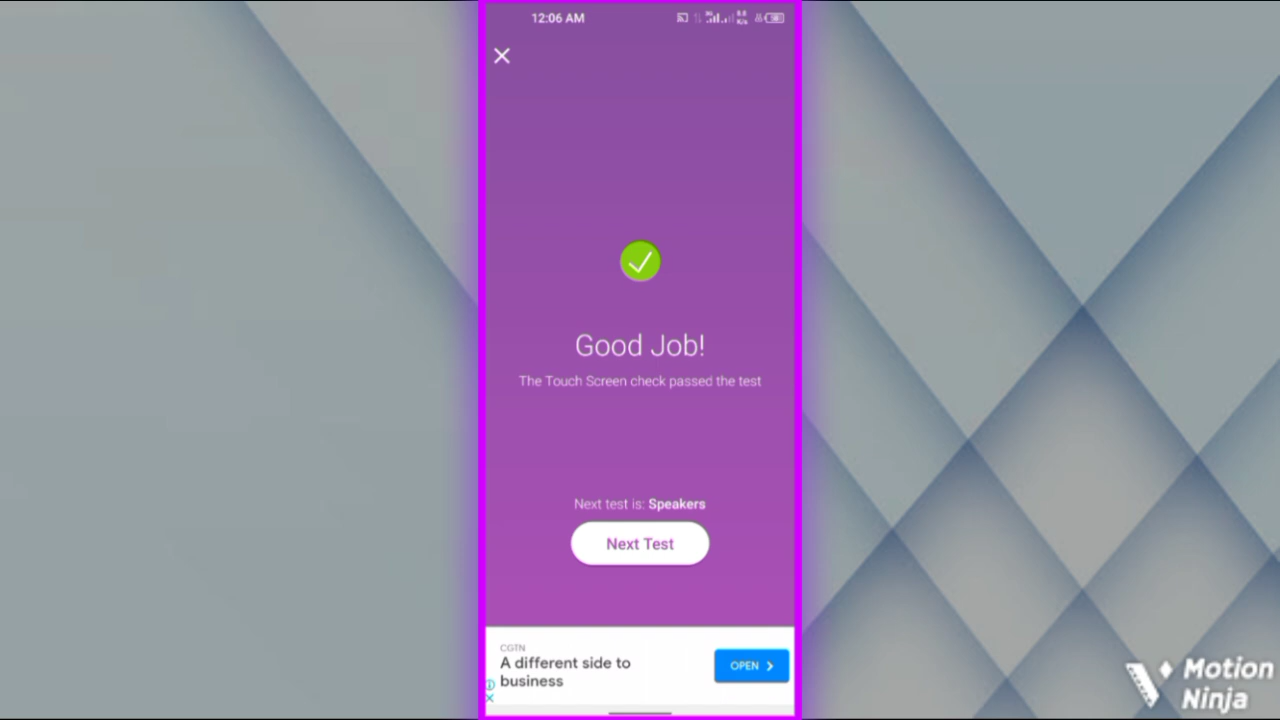 12:06 AM
Good Job!
The Touch Screen check passed the test
Next test is: Speakers
Next Test
CGTN
A different side to
business
OPEN
Motion
Ninja